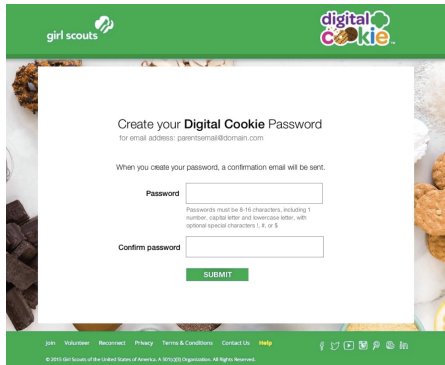 girl scouts
digital
cookie
Create your Digital Cookie Password
for email address: parentsemail@domain.com
When you create your password, a confirmation email will be sent.
Password
Passwords must be 8-16 characters, including 1
number, capital letter and lowercase letter, with
optional special characters !, #, or $
Confirm password
SUBMIT
Join Volunteer Reconnect Privacy Terms & Conditions Contact Us Help
© 2015 Girl Scouts of the United States of America. A 501(c)(3) Organization. All Rights Reserved.